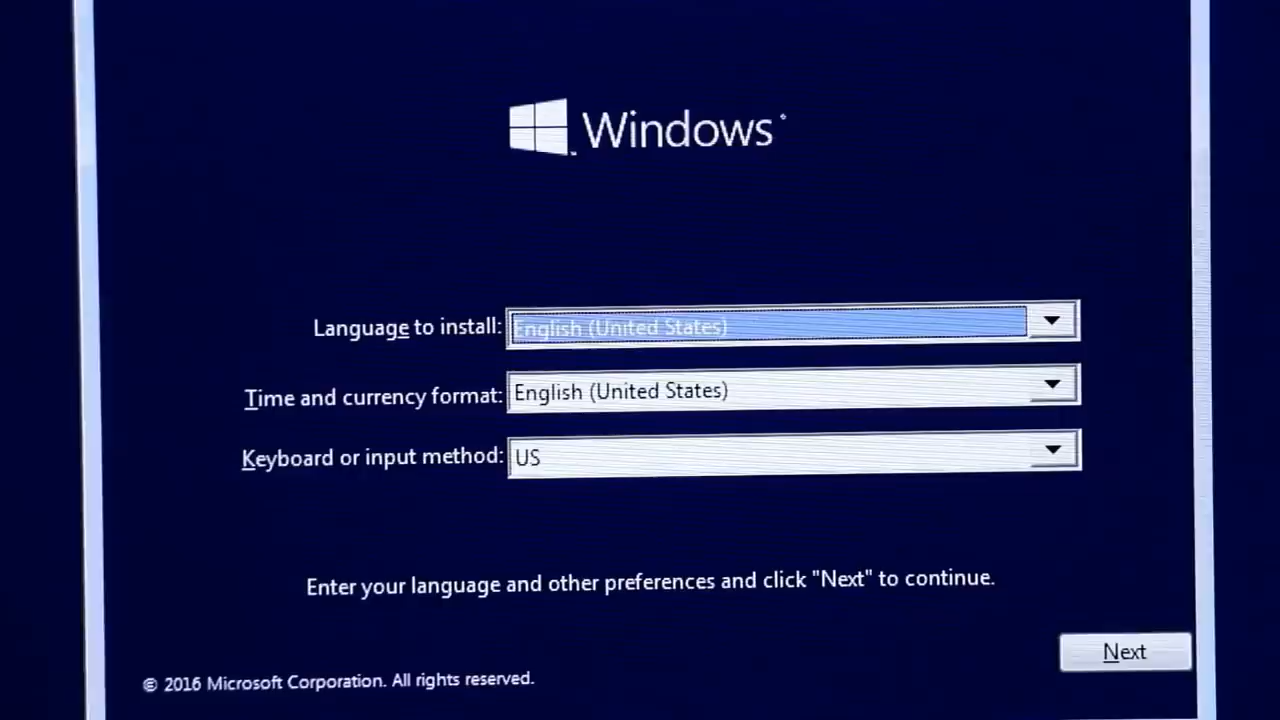 Windows
Language to install: English (United States)
Time and currency format: English (United States)
Keyboard or input method: US
Enter your language and other preferences and click "Next" to continue.
Next
© 2016 Microsoft Corporation. All rights reserved.